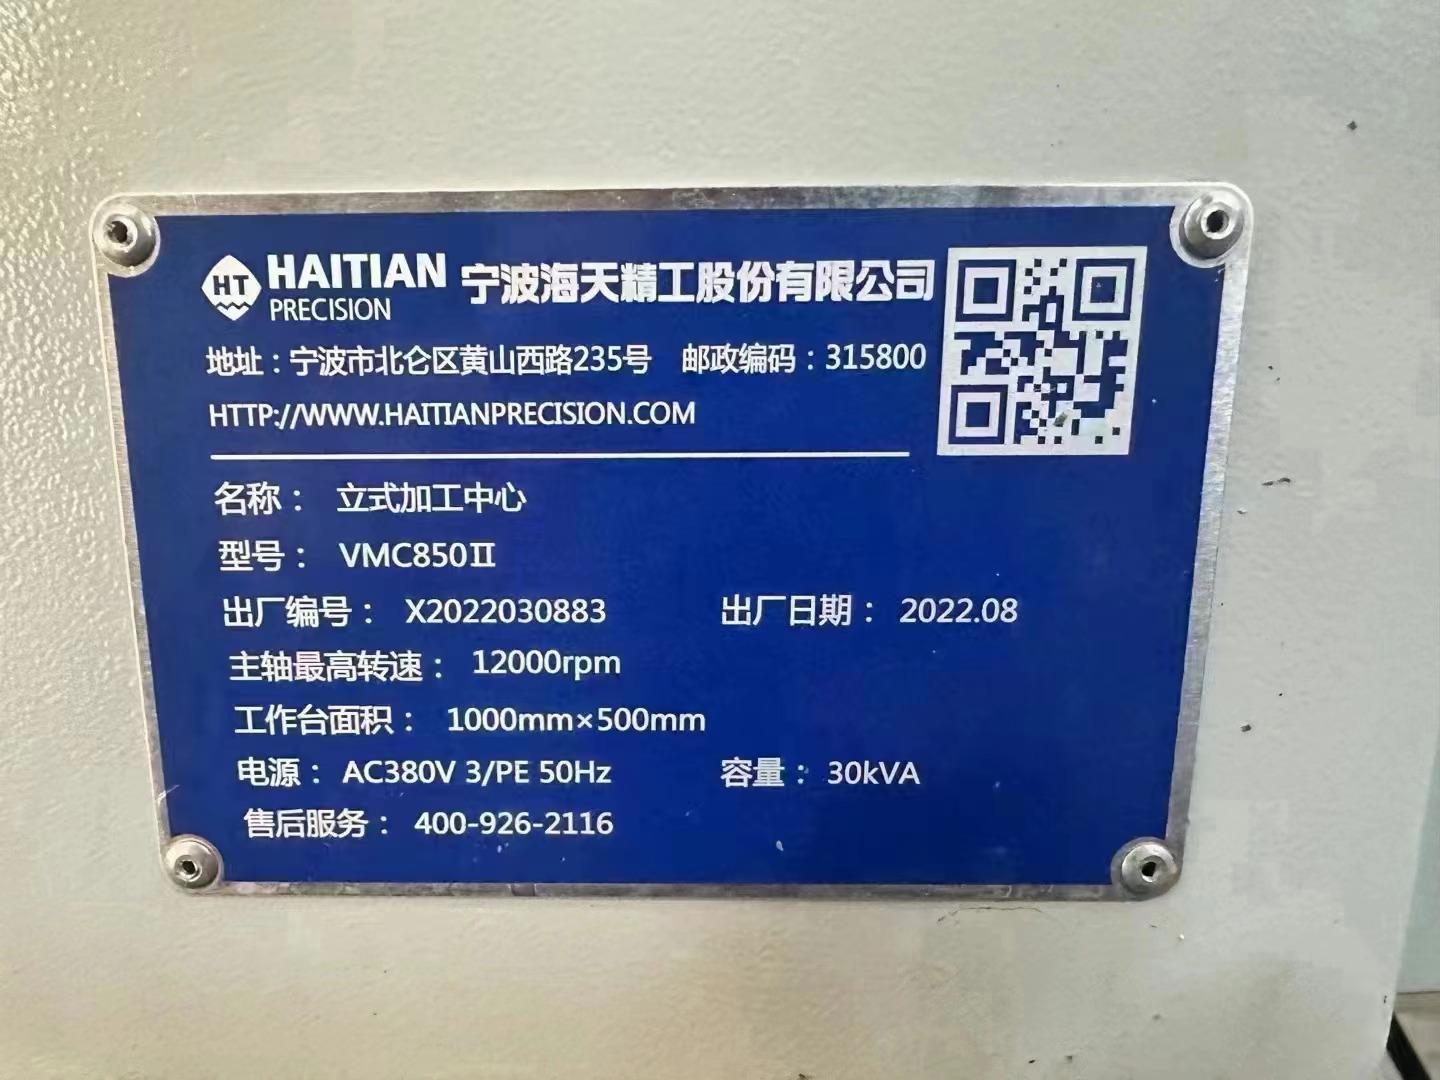 HT HAITIAN PRECISION 宁波海天精工股份有限公司
地址：宁波市北仑区黄山西路235号 邮政编码：315800
HTTP://WWW.HAITIANPRECISION.COM
名称： 立式加工中心
型号： VMC850Ⅱ
出厂编号： X2022030883 出厂日期： 2022.08
主轴最高转速： 12000rpm
工作台面积： 1000mm×500mm
电源： AC380V 3/PE 50Hz 容量： 30kVA
售后服务： 400-926-2116